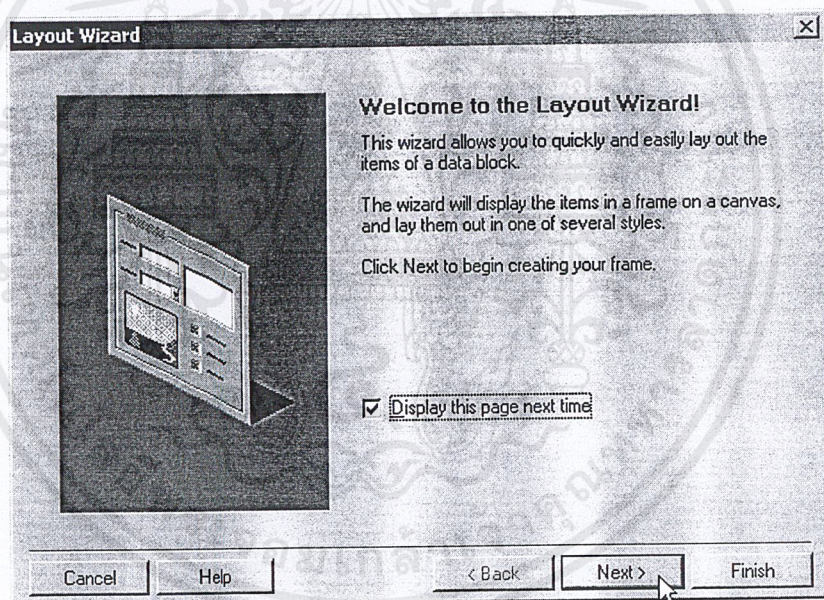 Layout Wizard
Welcome to the Layout Wizard!
This wizard allows you to quickly and easily lay out the
items of a data block.
The wizard will display the items in a frame on a canvas,
and lay them out in one of several styles.
Click Next to begin creating your frame.
Display this page next time
Cancel
Help
< Back
Next >
Finish